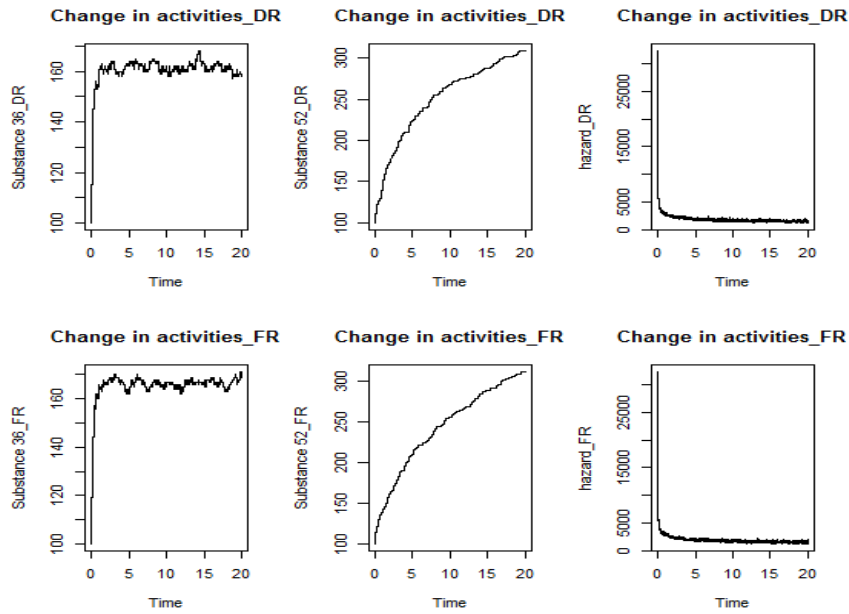 Change in activities_DR
Change in activities_DR
Change in activities_DR
Substance 36_DR
100 120 140 160
0 5 10 15 20
Time
Substance 52_DR
100 150 200 250 300
0 5 10 15 20
Time
hazard_DR
0 5000 15000 25000
0 5 10 15 20
Time
Change in activities_FR
Change in activities_FR
Change in activities_FR
Substance 36_FR
100 120 140 160
0 5 10 15 20
Time
Substance 52_FR
100 150 200 250 300
0 5 10 15 20
Time
hazard_FR
0 5000 15000 25000
0 5 10 15 20
Time